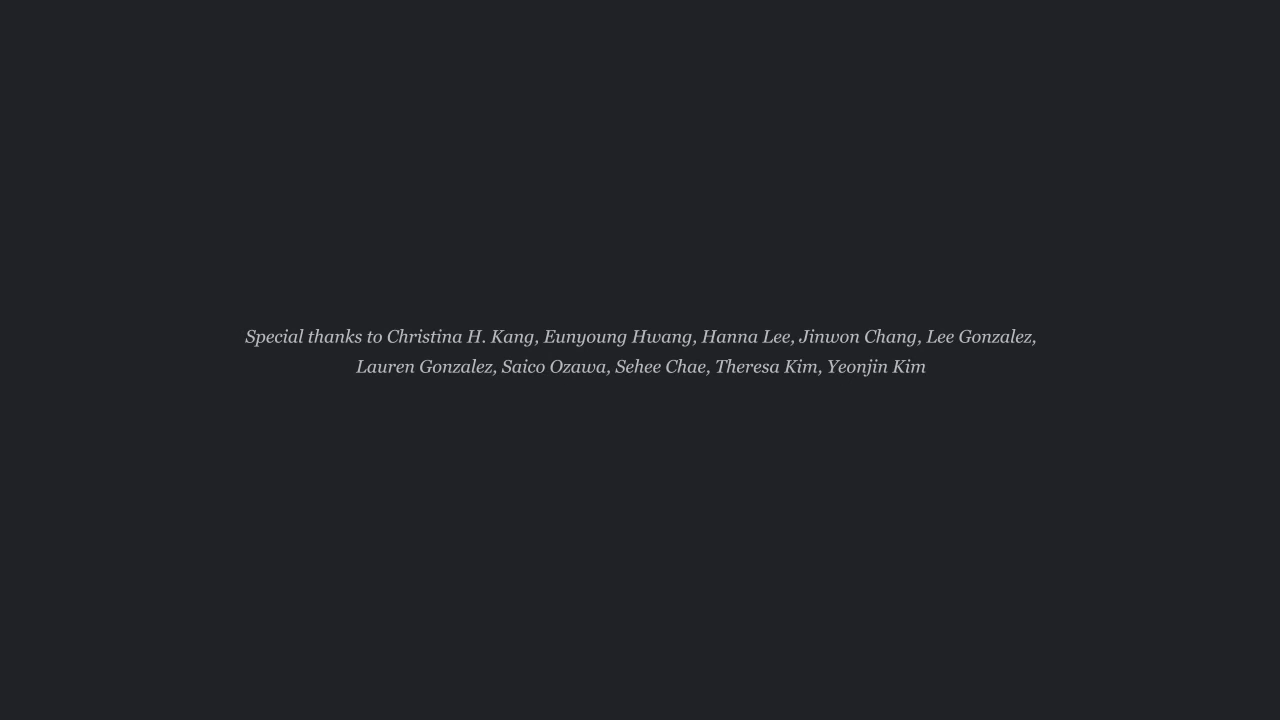 Special thanks to Christina H. Kang, Eunyoung Hwang, Hanna Lee, Jinwon Chang, Lee Gonzalez,
Lauren Gonzalez, Saico Ozawa, Sehee Chae, Theresa Kim, Yeonjin Kim